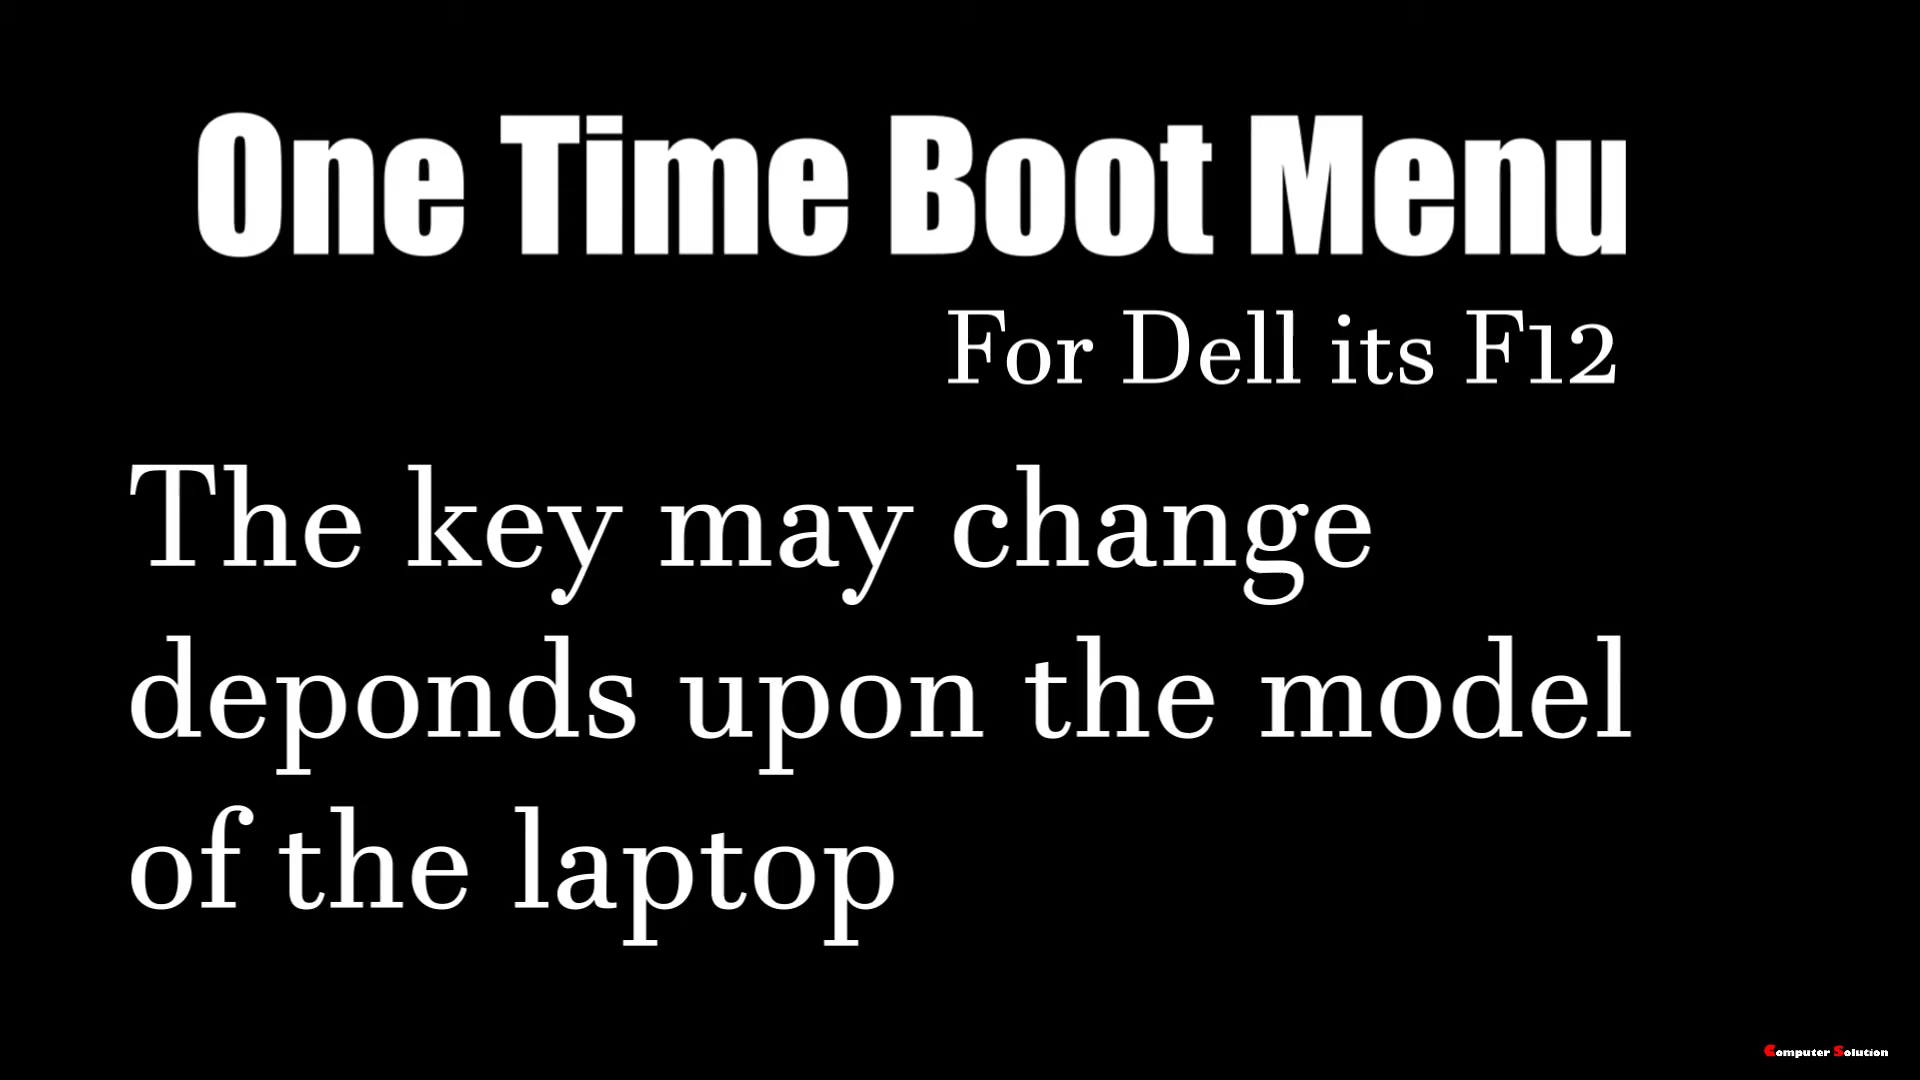 One Time Boot Menu
For Dell its F12
The key may change
deponds upon the model
of the laptop
Computer Solution